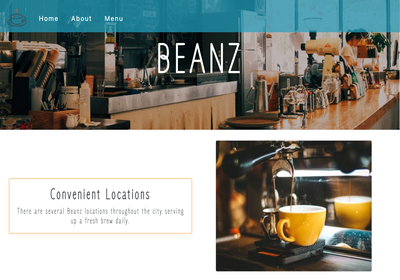 Home About Menu
BEANZ
Convenient Locations
There are several Beanz locations throughout the city serving
up a fresh brew daily.